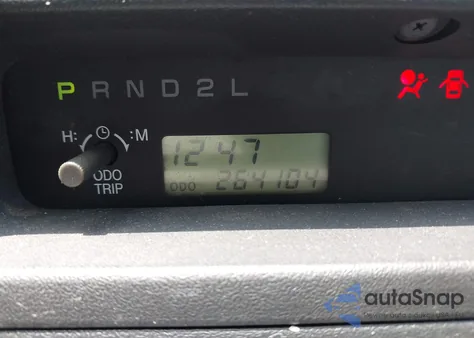 P R N D 2 L
H: :M
12 47
ODO
TRIP
ODO 264104
autoSnap